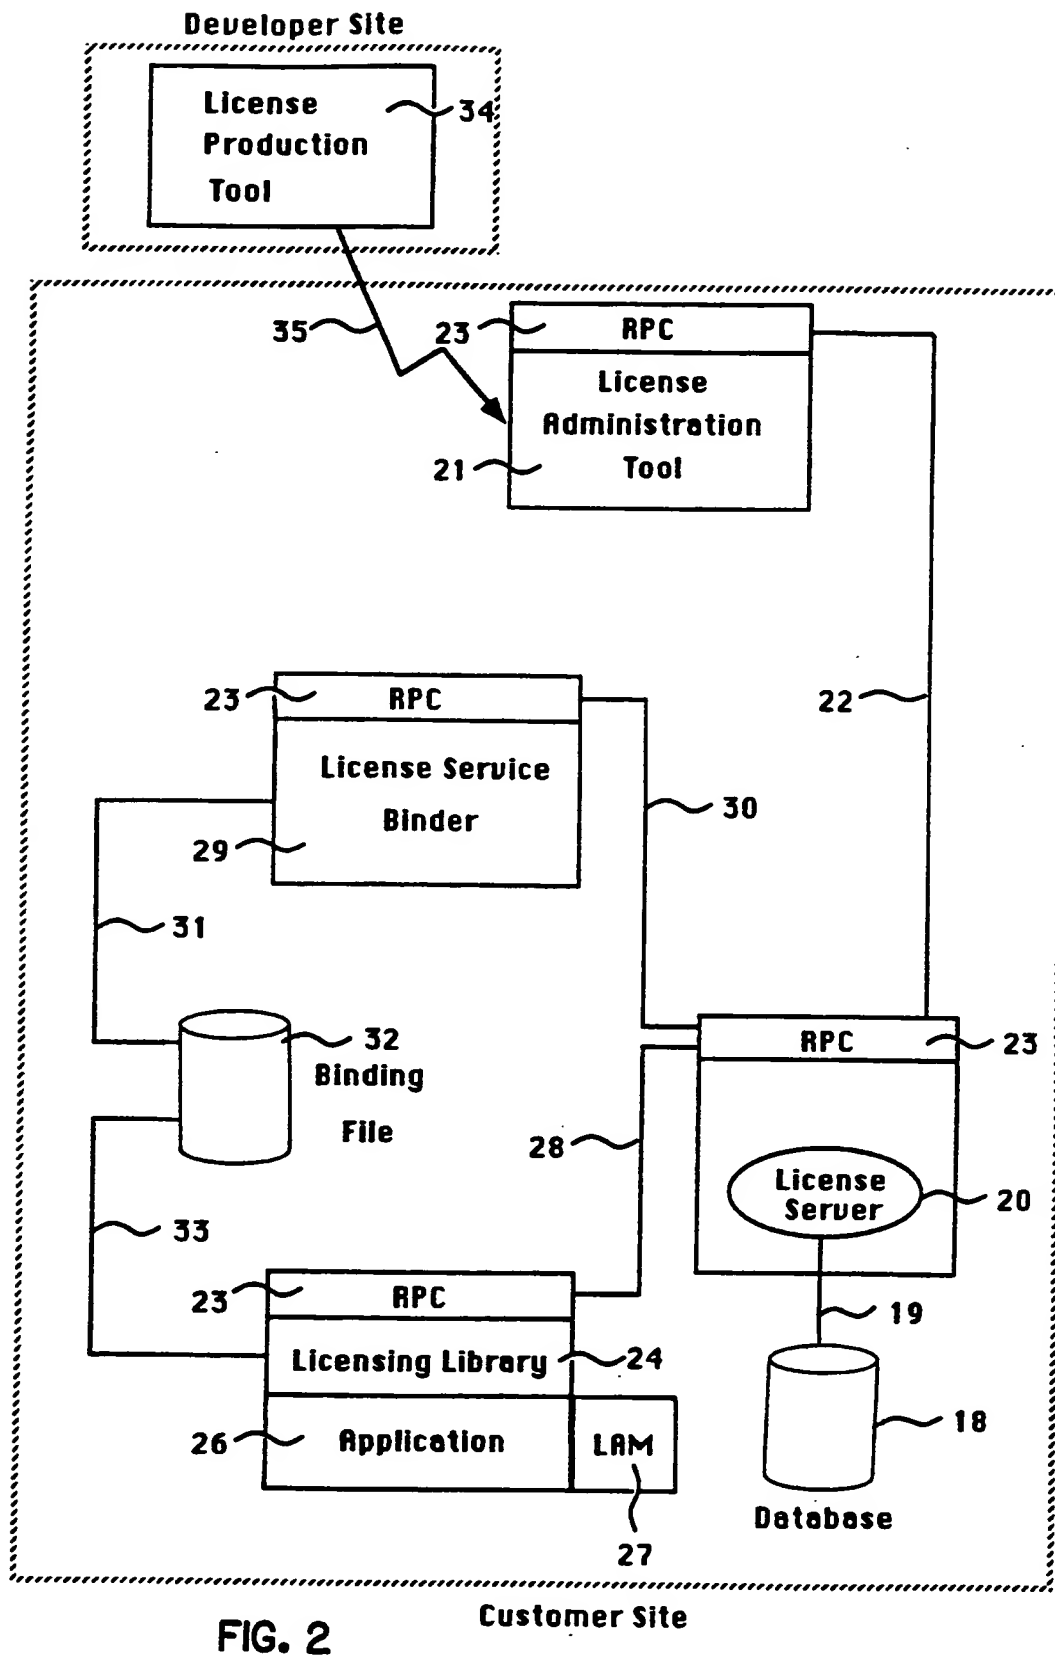 Developer Site
License
34
Production
Tool
35
23
RPC
License
Administration
21
Tool
23
RPC
22
License Service
30
Binder
29
31
32
Binding
File
RPC
23
28
License
Server
20
33
23
RPC
19
Licensing Library
24
18
26
Application
LAM
Database
27
Customer Site
FIG. 2